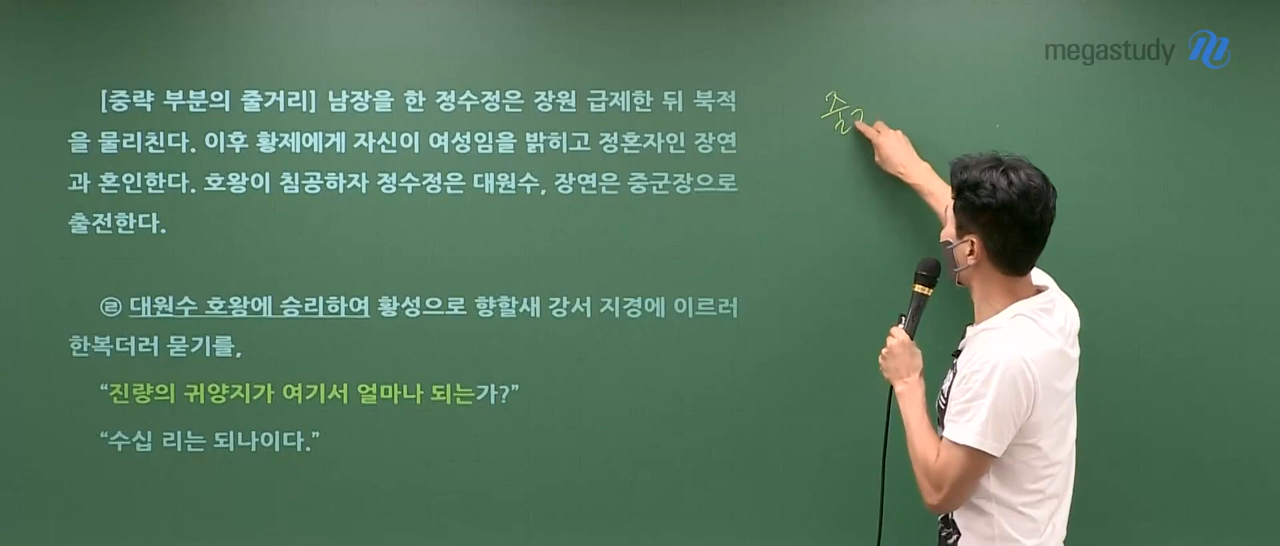 megastudy
[중략 부분의 줄거리] 남장을 한 정수정은 장원 급제한 뒤 북적
을 물리친다. 이후 황제에게 자신이 여성임을 밝히고 정혼자인 장연
과 혼인한다. 호왕이 침공하자 정수정은 대원수, 장연은 중군장으로
출전한다.
㉣ 대원수 호왕에 승리하여 황성으로 향할새 강서 지경에 이르러
한복더러 묻기를,
“진량의 귀양지가 여기서 얼마나 되는가?”
“수십 리는 되나이다.”